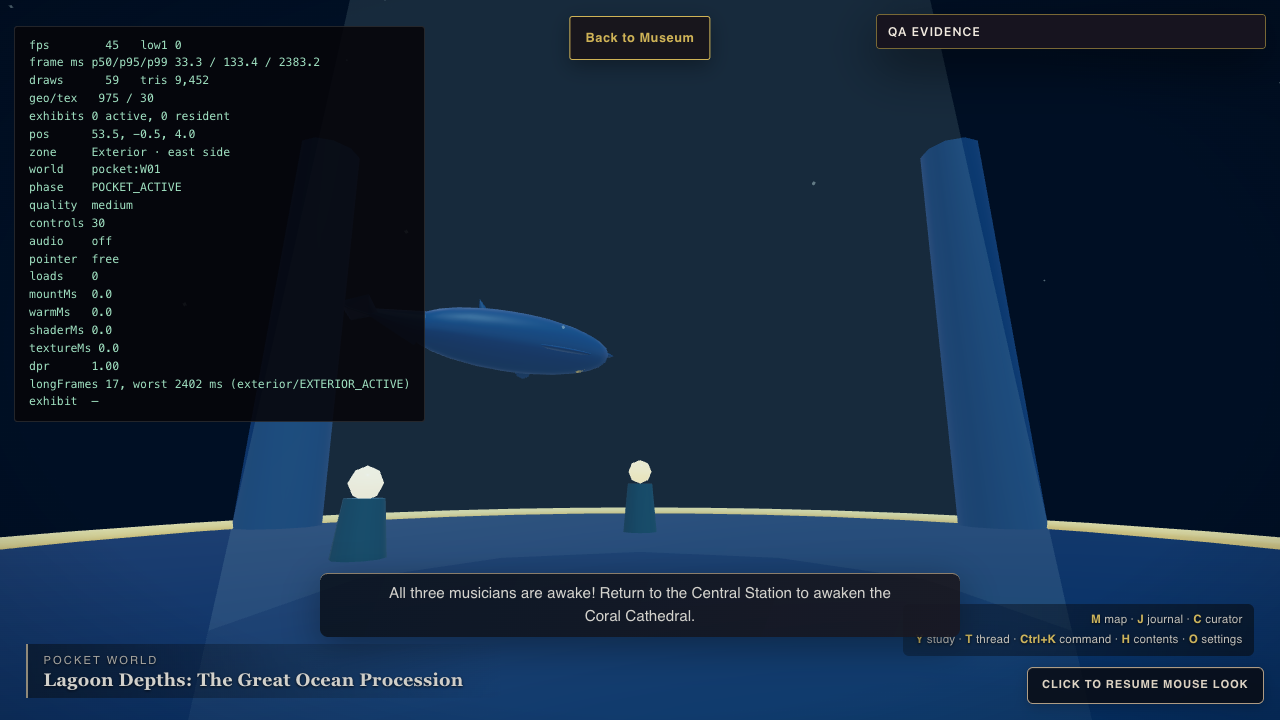 fps 45 low1 0
frame ms p50/p95/p99 33.3 / 133.4 / 2383.2
draws 59 tris 9,452
geo/tex 975 / 30
exhibits 0 active, 0 resident
pos 53.5, −0.5, 4.0
zone Exterior · east side
world pocket:W01
phase POCKET_ACTIVE
quality medium
controls 30
audio off
pointer free
loads 0
mountMs 0.0
warmMs 0.0
shaderMs 0.0
textureMs 0.0
dpr 1.00
longFrames 17, worst 2402 ms (exterior/EXTERIOR_ACTIVE)
exhibit —
Back to Museum
QA EVIDENCE
All three musicians are awake! Return to the Central Station to awaken the
Coral Cathedral.
M map · J journal · C curator
Y study · T thread · Ctrl+K command · H contents · O settings
POCKET WORLD
Lagoon Depths: The Great Ocean Procession
CLICK TO RESUME MOUSE LOOK